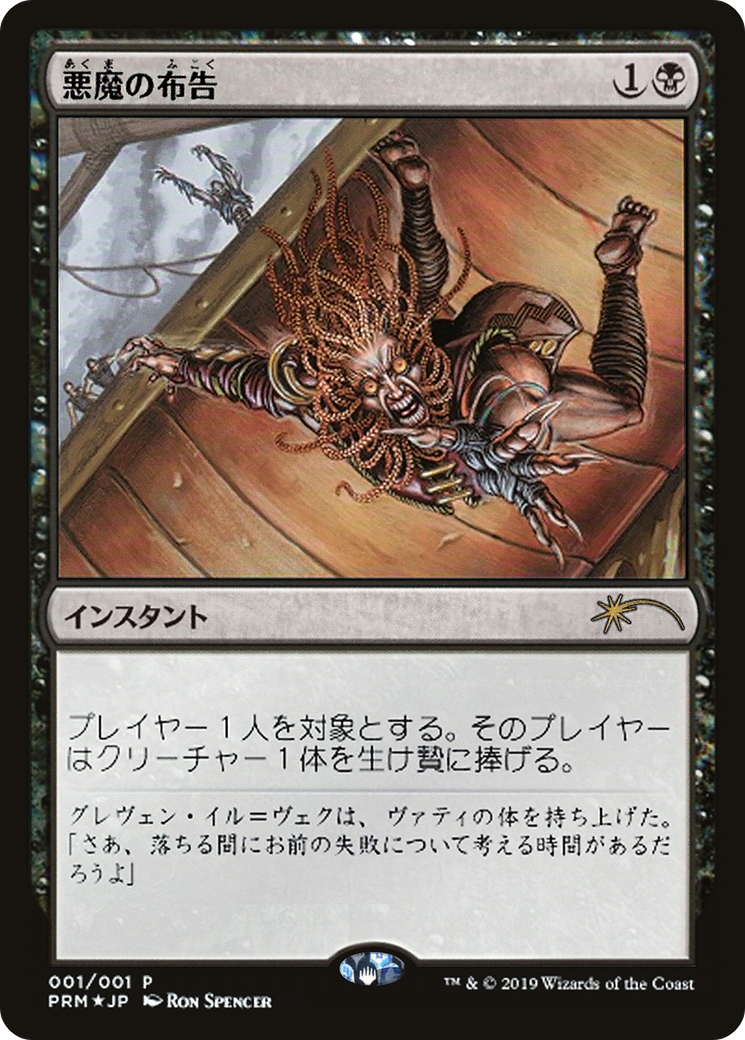 あくま みこく
悪魔の布告
1
インスタント
プレイヤー1人を対象とする。そのプレイヤー
はクリーチャー1体を生け贄に捧げる。
グレヴェン・イル=ヴェクは、ヴァティの体を持ち上げた。
「さあ、落ちる間にお前の失敗について考える時間があるだ
ろうよ」
001/001 P
PRM★JP Ron Spencer
™ & © 2019 Wizards of the Coast